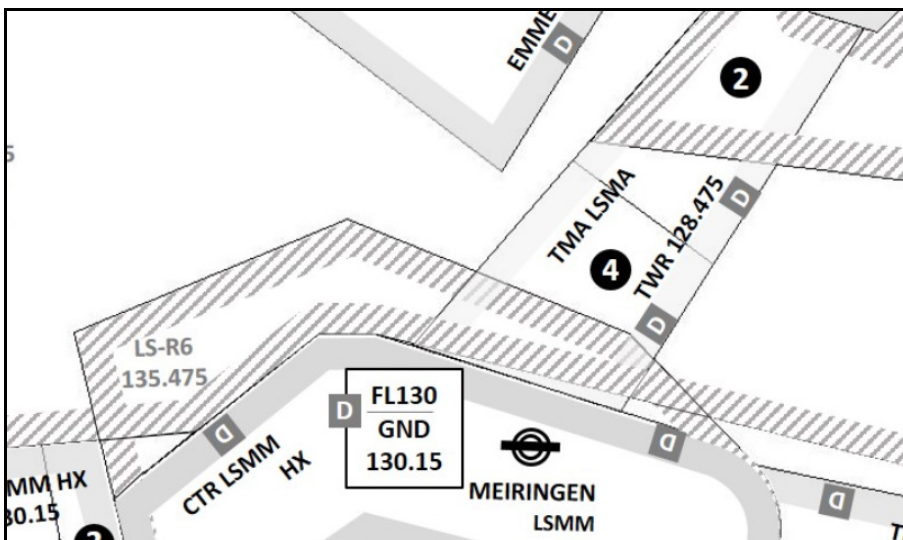 EMME
D
2
TMA LSMA
TWR 128.475
D
4
D
LS-R6
135.475
D
FL130
GND
130.15
D
CTR LSMM
HX
MEIRINGEN
LSMM
D
D
MM HX
30.15
3